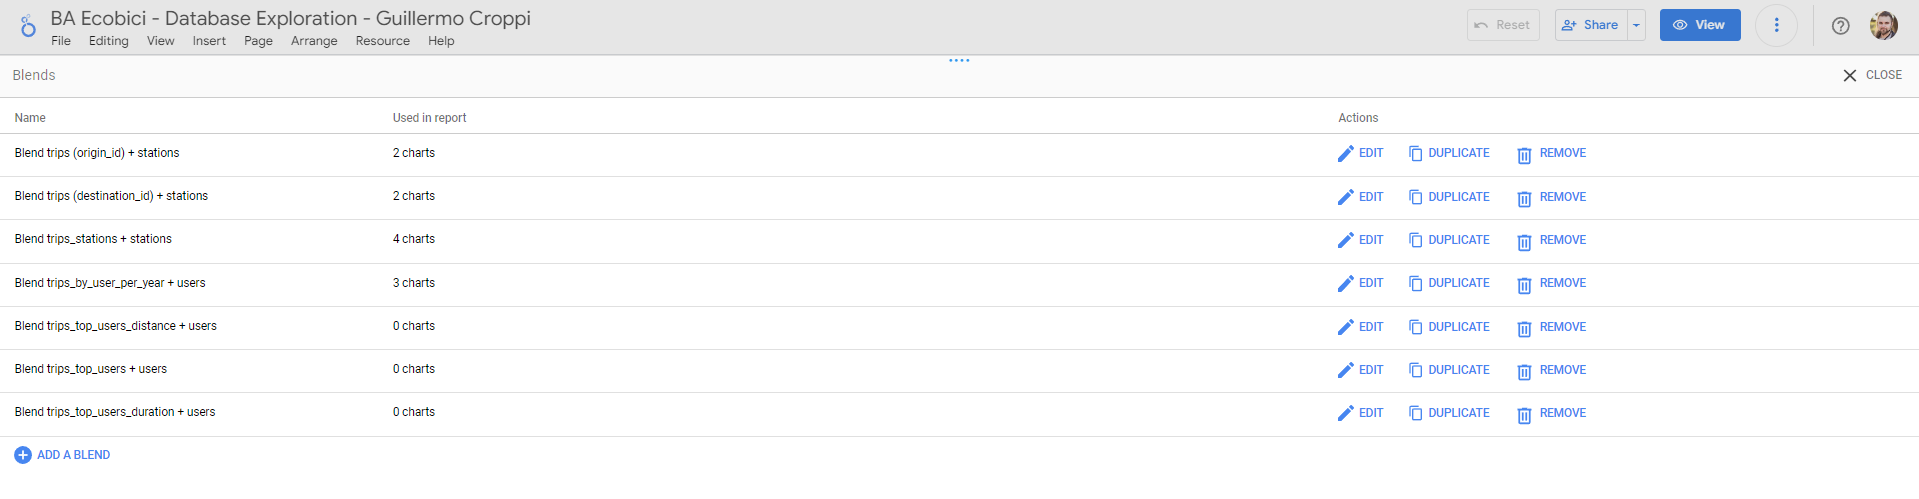 BA Ecobici - Database Exploration - Guillermo Croppi
File Editing View Insert Page Arrange Resource Help
Reset Share View
Blends
CLOSE
Name Used in report Actions
Blend trips (origin_id) + stations 2 charts EDIT DUPLICATE REMOVE
Blend trips (destination_id) + stations 2 charts EDIT DUPLICATE REMOVE
Blend trips_stations + stations 4 charts EDIT DUPLICATE REMOVE
Blend trips_by_user_per_year + users 3 charts EDIT DUPLICATE REMOVE
Blend trips_top_users_distance + users 0 charts EDIT DUPLICATE REMOVE
Blend trips_top_users + users 0 charts EDIT DUPLICATE REMOVE
Blend trips_top_users_duration + users 0 charts EDIT DUPLICATE REMOVE
ADD A BLEND